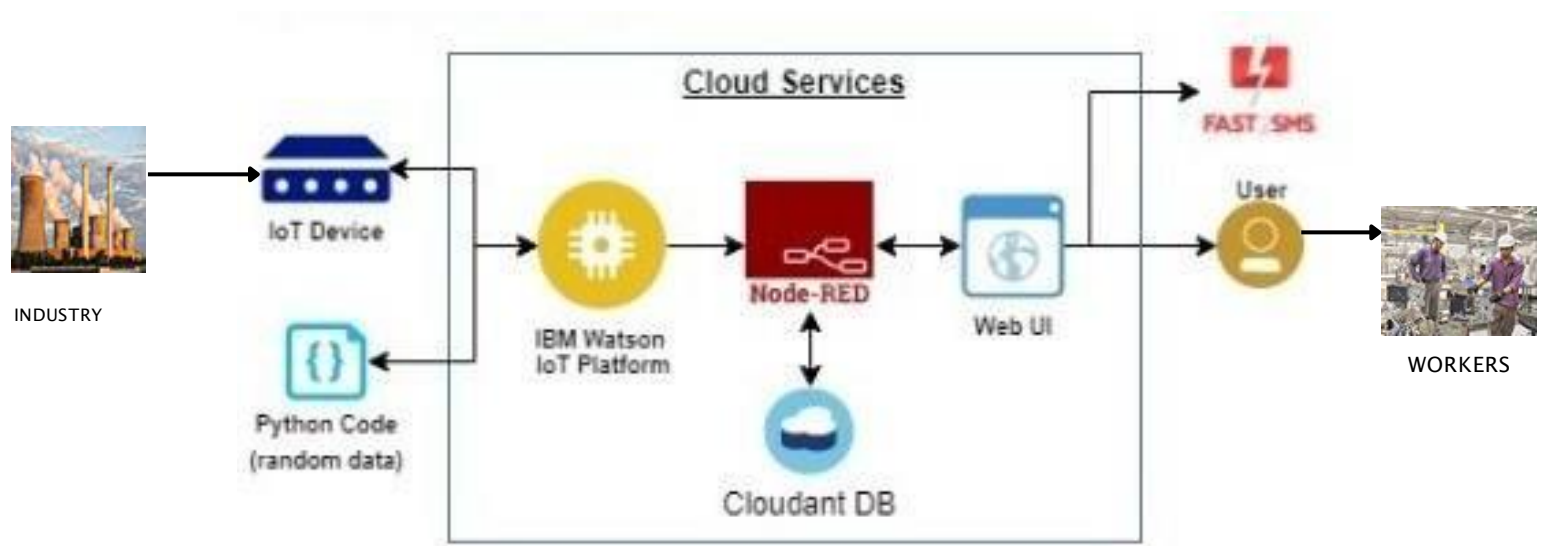 Cloud Services
FAST SMS
User
IoT Device
Node-RED
INDUSTRY
IBM Watson
IoT Platform
Web UI
WORKERS
Python Code
(random data)
Cloudant DB